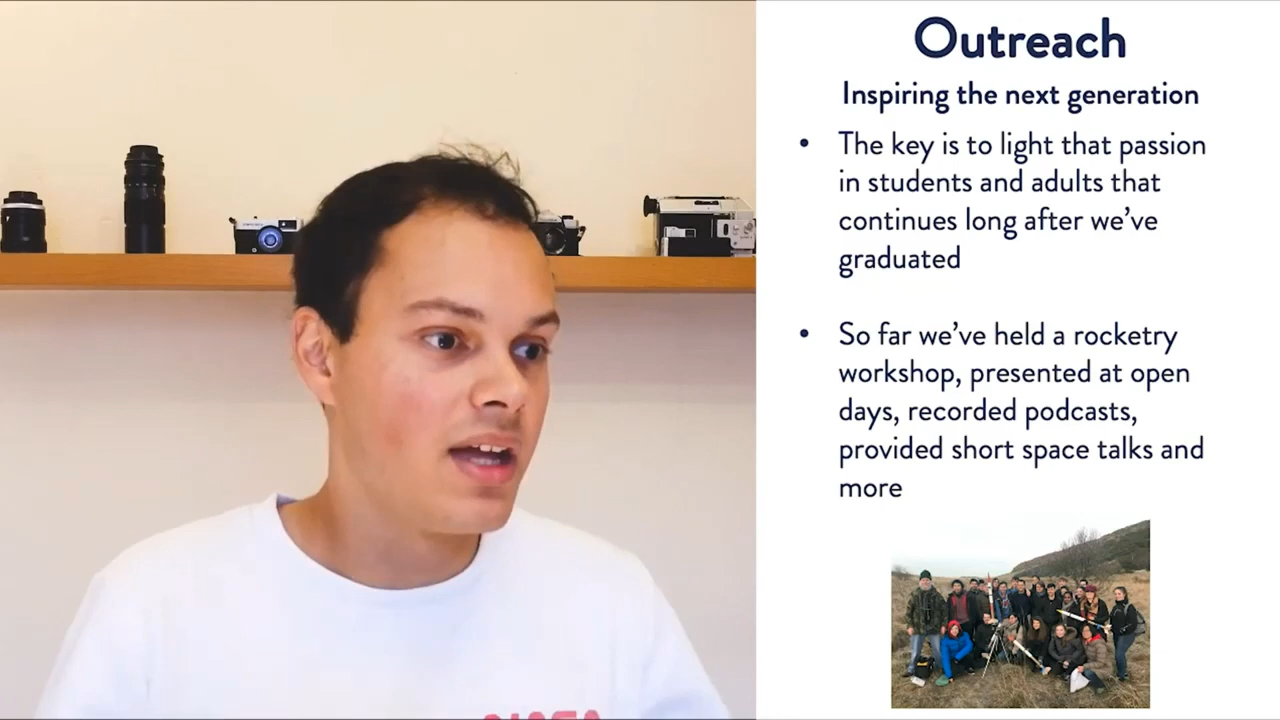 Outreach
Inspiring the next generation
• The key is to light that passion
in students and adults that
continues long after we've
graduated
• So far we've held a rocketry
workshop, presented at open
days, recorded podcasts,
provided short space talks and
more